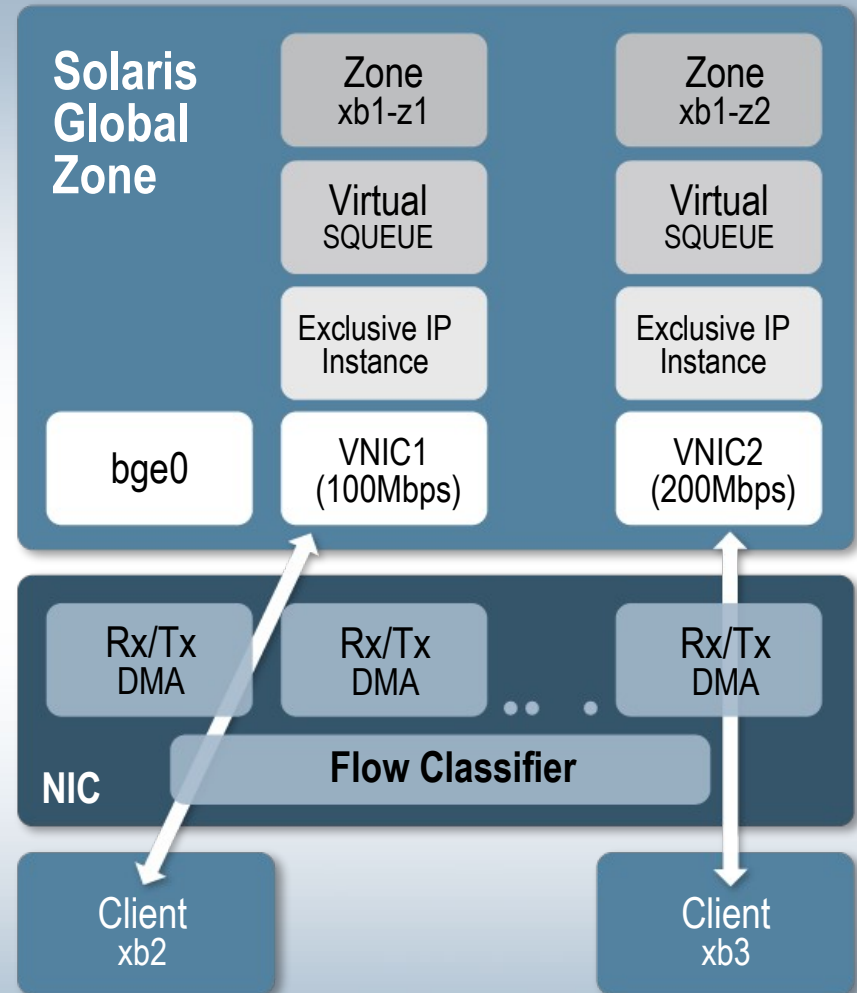 Solaris
Global
Zone
Zone
xb1-z1
Zone
xb1-z2
Virtual
SQUEUE
Virtual
SQUEUE
Exclusive IP
Instance
Exclusive IP
Instance
bge0
VNIC1
(100Mbps)
VNIC2
(200Mbps)
Rx/Tx
DMA
Rx/Tx
DMA
Rx/Tx
DMA
Flow Classifier
NIC
Client
xb2
Client
xb3